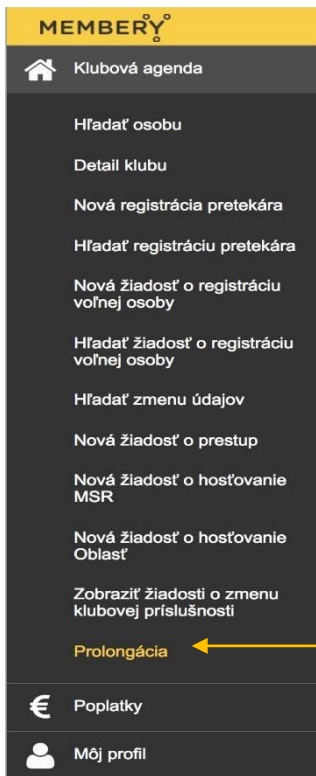 MEMBERY
Klubová agenda
Hľadať osobu
Detail klubu
Nová registrácia pretekára
Hľadať registráciu pretekára
Nová žiadosť o registráciu
voľnej osoby
Hľadať žiadosť o registráciu
voľnej osoby
Hľadať zmenu údajov
Nová žiadosť o prestup
Nová žiadosť o hosťovanie
MSR
Nová žiadosť o hosťovanie
Oblasť
Zobraziť žiadosti o zmenu
klubovej príslušnosti
Prolongácia
€ Poplatky
Môj profil